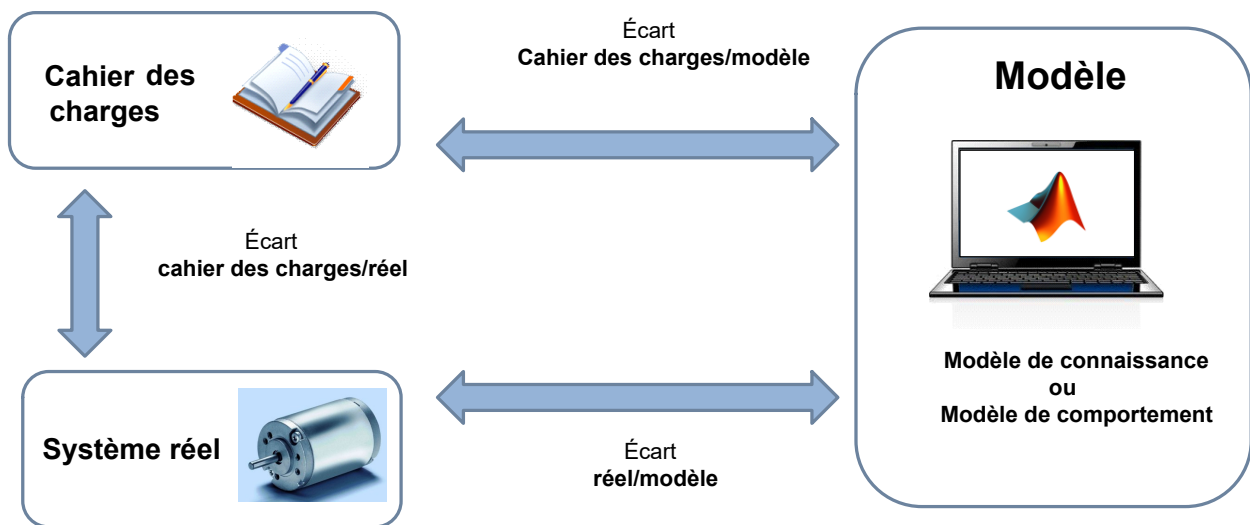 Cahier des
charges
Écart
Cahier des charges/modèle
Modèle
Écart
cahier des charges/réel
Modèle de connaissance
ou
Modèle de comportement
Système réel
Écart
réel/modèle